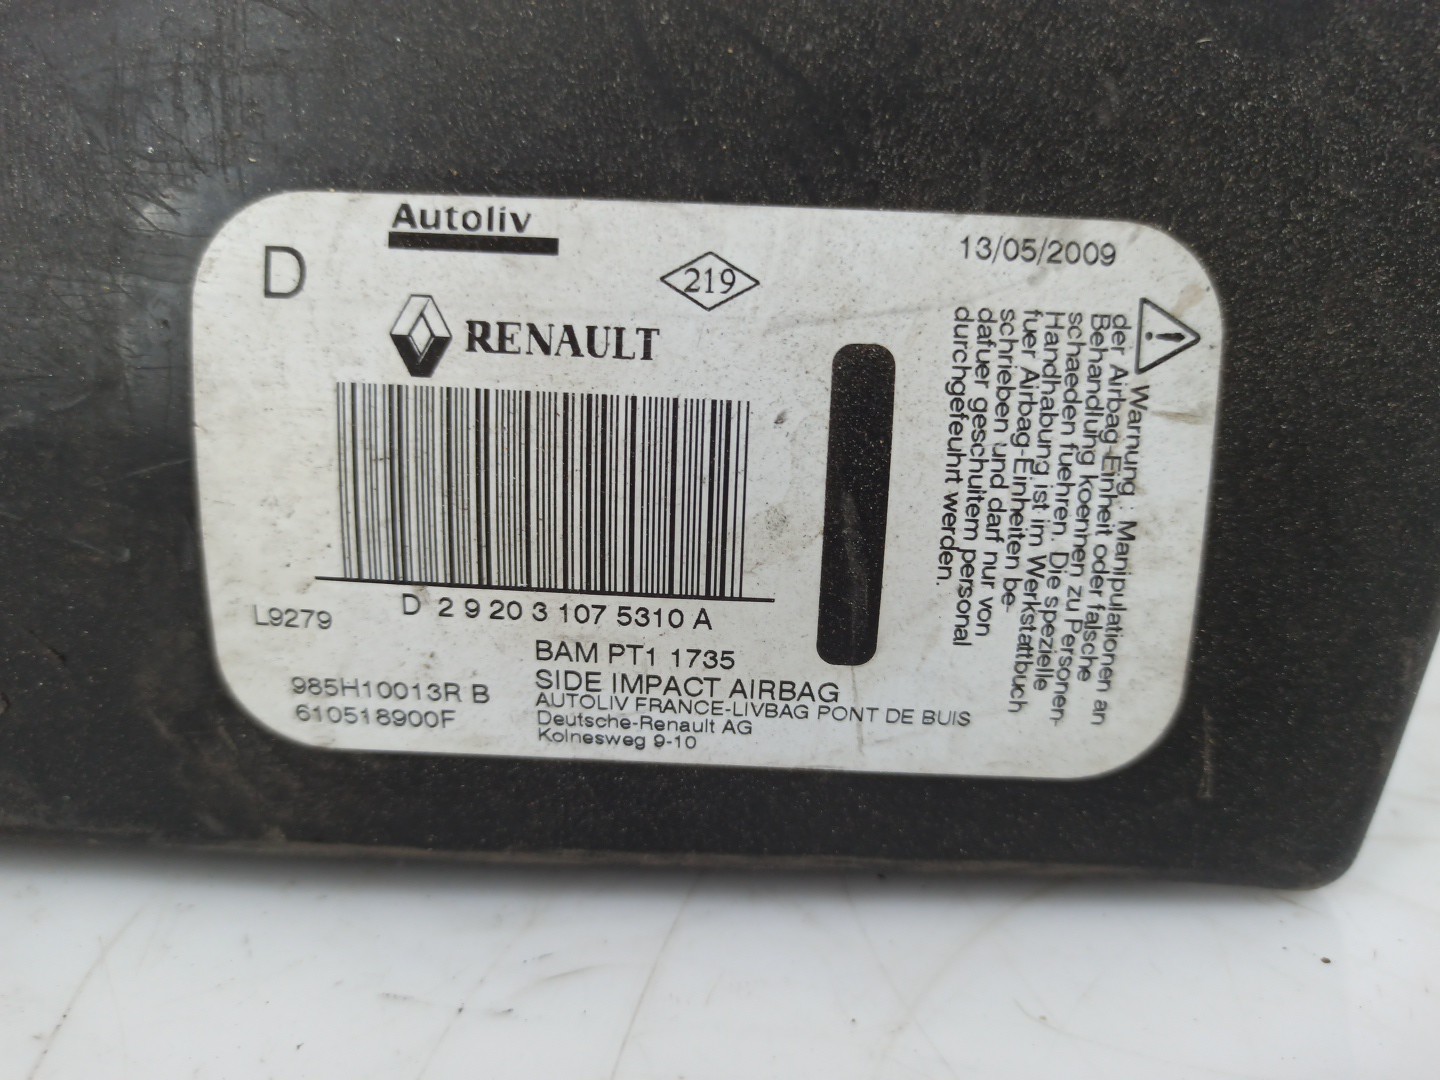 Autoliv
D
219
13/05/2009
RENAULT
D 2 9 20 3 107 5310 A
L9279
BAM PT1 1735
985H10013R B
SIDE IMPACT AIRBAG
610518900F
AUTOLIV FRANCE-LIVBAG PONT DE BUIS
Deutsche-Renault AG
Kolnesweg 9-10
Warnung : Manipulationen an
der Airbag-Einheit oder falsche
Behandlung koennen zu Personen-
schaeden fuehren. Die spezielle
Handhabung ist im Werkstattbuch
fuer Airbag-Einheiten be-
schrieben und darf nur von
dafuer geschultem personal
durchgefeuhrt werden.